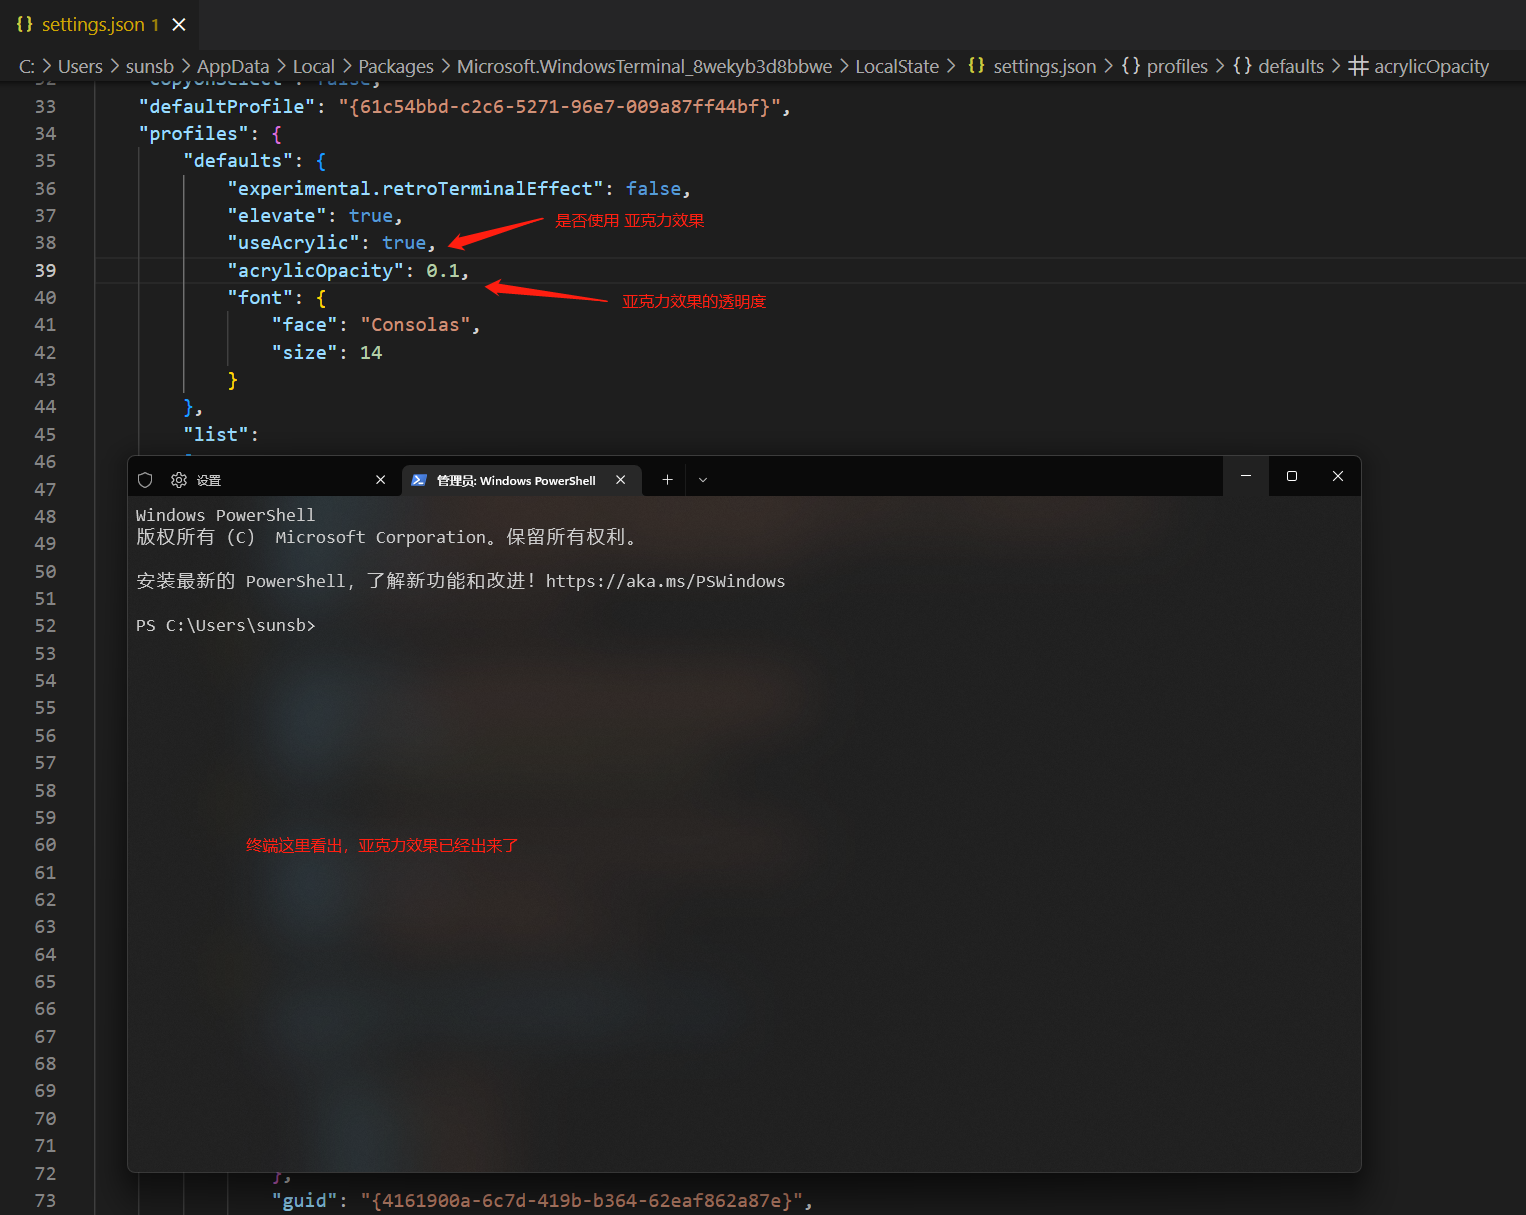 {} settings.json 1 ×
C: > Users > sunsb > AppData > Local > Packages > Microsoft.WindowsTerminal_8wekyb3d8bbwe > LocalState > {} settings.json > {} profiles > {} defaults > # acrylicOpacity
32 "copyOnSelect": false,
33 "defaultProfile": "{61c54bbd-c2c6-5271-96e7-009a87ff44bf}",
34 "profiles": {
35 "defaults": {
36 "experimental.retroTerminalEffect": false,
37 "elevate": true,
是否使用 亚克力效果
38 "useAcrylic": true,
39 "acrylicOpacity": 0.1,
40 "font": {
亚克力效果的透明度
41 "face": "Consolas",
42 "size": 14
43 }
44 },
45 "list":
46
47
48
49
50
51
52
53
54
55
56
57
58
59
60
61
62
63
64
65
66
67
68
69
70
71
设置
管理员: Windows PowerShell
Windows PowerShell
版权所有 (C) Microsoft Corporation。保留所有权利。
安装最新的 PowerShell，了解新功能和改进！https://aka.ms/PSWindows
PS C:\Users\sunsb>
终端这里看出，亚克力效果已经出来了
72 },
73 "guid": "{4161900a-6c7d-419b-b364-62eaf862a87e}",